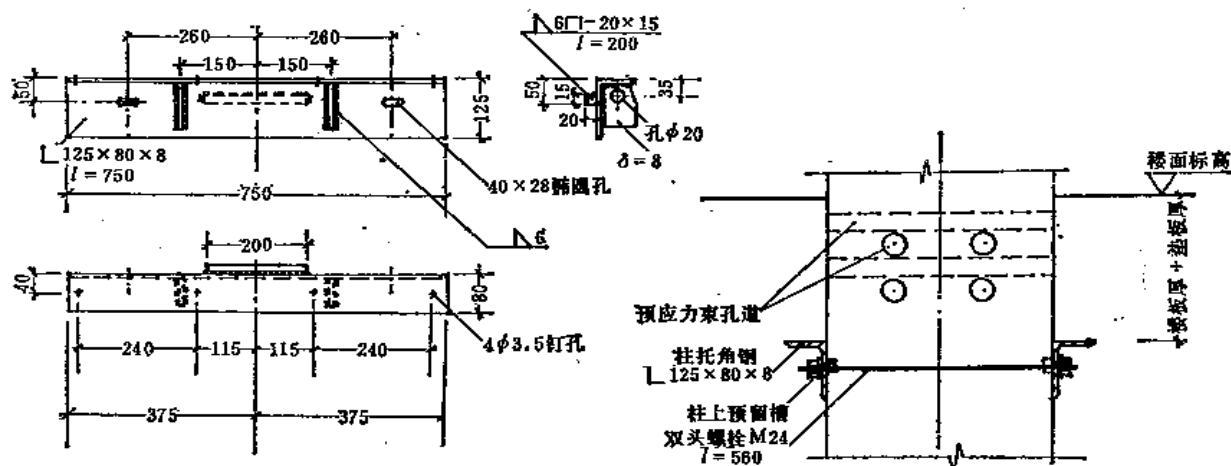 260
260
150
150
50
125
∟125×80×8
l=750
750
40×28椭圆孔
6
6⊓-20×15
l=200
50
15
20
35
孔φ20
δ=8
200
40
80
4φ3.5钉孔
240
115
115
240
375
375
楼面标高
楼板厚+垫板厚
预应力束孔道
柱托角钢
∟125×80×8
柱上预留槽
双头螺栓M24
l=560